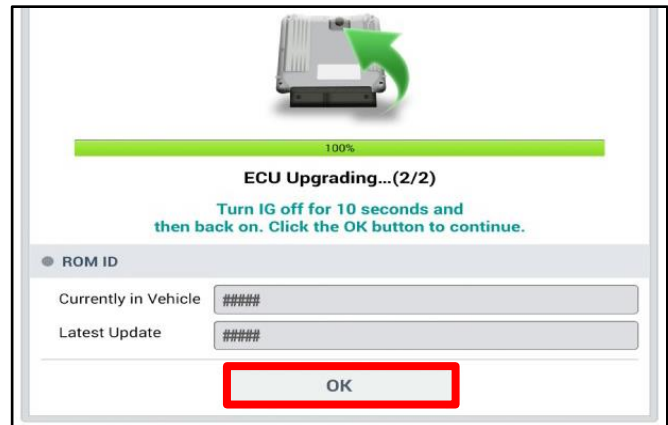 100%
ECU Upgrading...(2/2)
Turn IG off for 10 seconds and
then back on. Click the OK button to continue.
ROM ID
Currently in Vehicle #####
Latest Update #####
OK